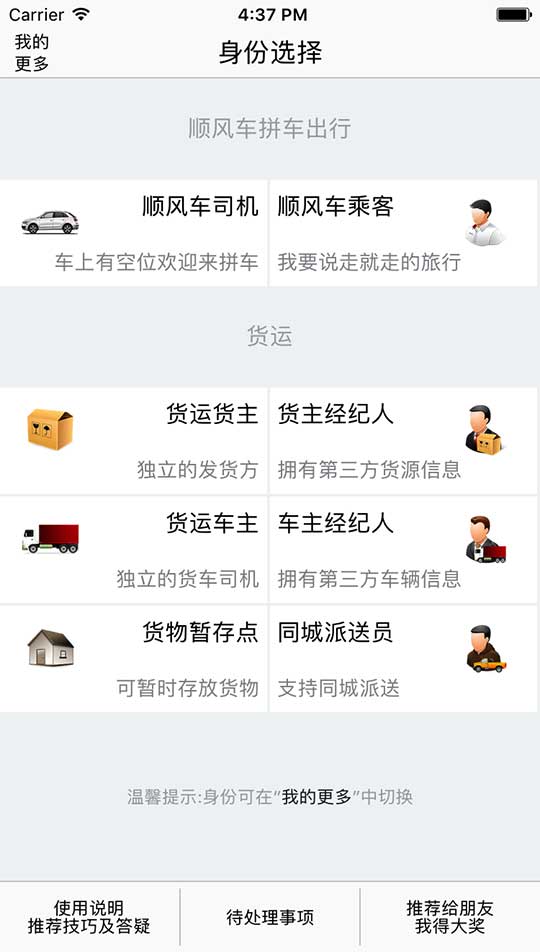 Carrier 4:37 PM
我的
更多
身份选择
顺风车拼车出行
顺风车司机
车上有空位欢迎来拼车
顺风车乘客
我要说走就走的旅行
货运
货运货主
独立的发货方
货主经纪人
拥有第三方货源信息
货运车主
独立的货车司机
车主经纪人
拥有第三方车辆信息
货物暂存点
可暂时存放货物
同城派送员
支持同城派送
温馨提示:身份可在“我的更多”中切换
使用说明
推荐技巧及答疑
待处理事项
推荐给朋友
我得大奖